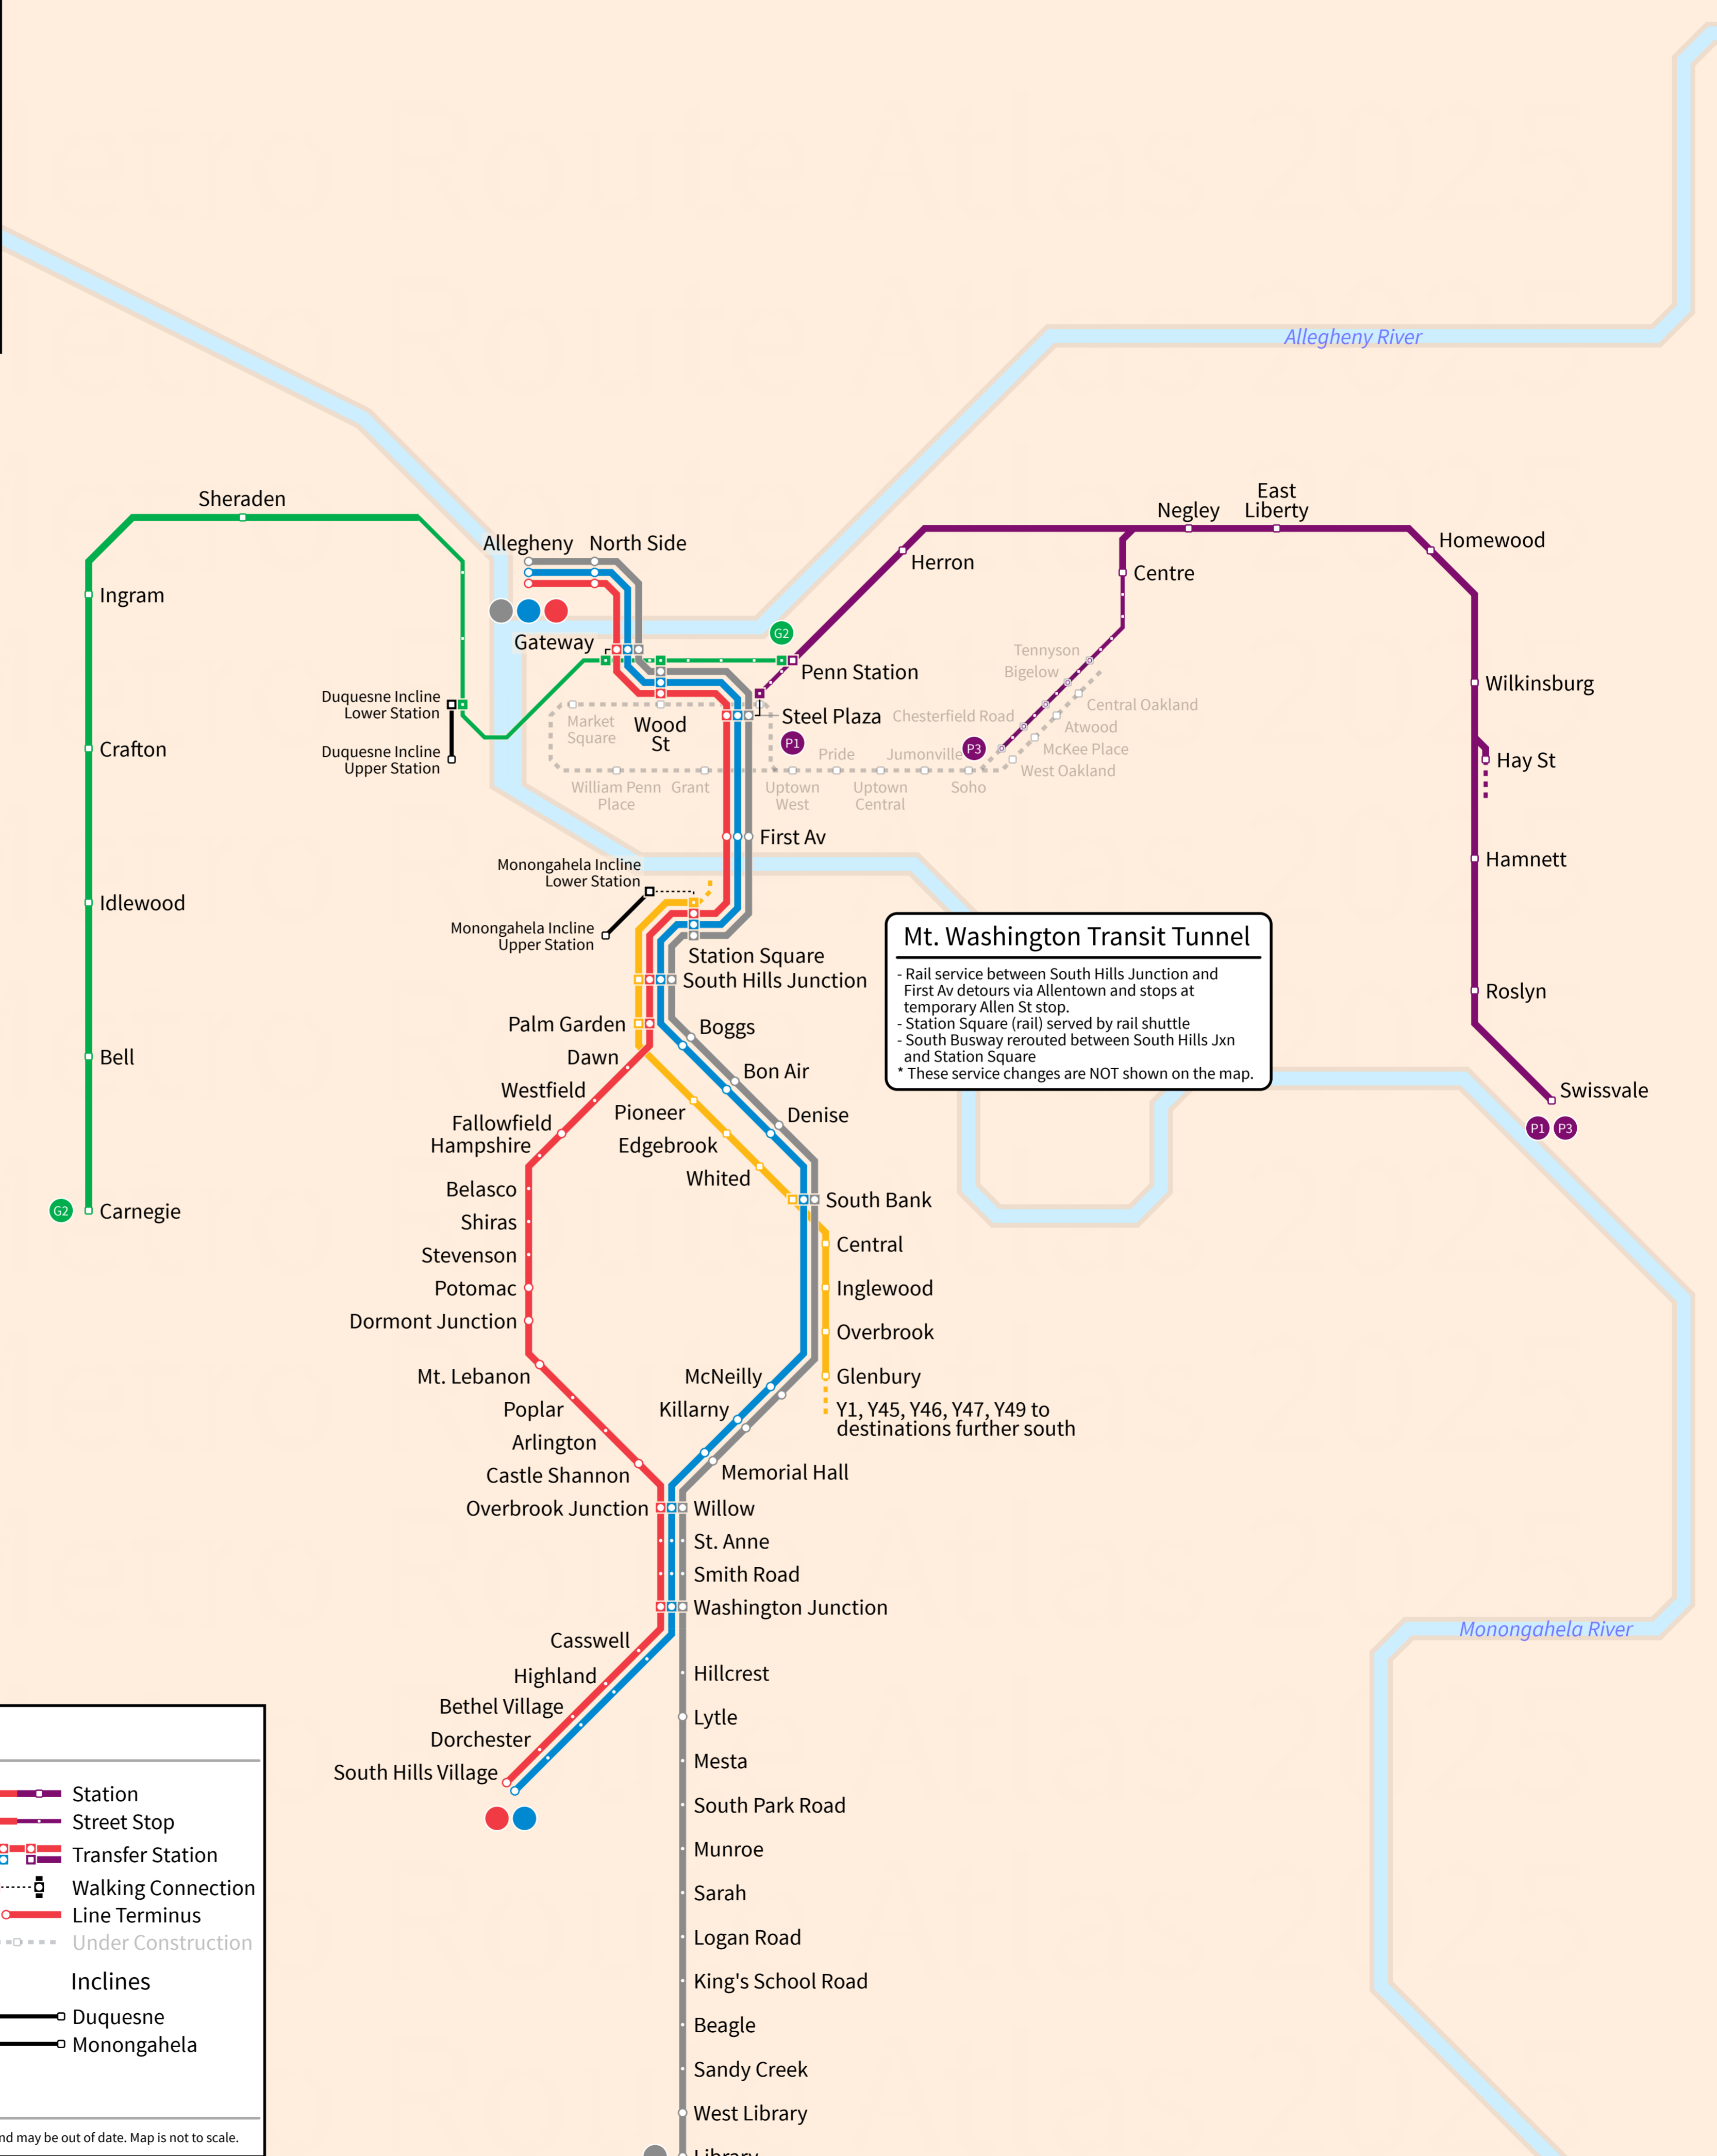 Allegheny River
Sheraden
Allegheny
North Side
Negley
East
Liberty
Homewood
Herron
Centre
Ingram
Gateway
G2
Penn Station
Tennyson
Bigelow
Wilkinsburg
Duquesne Incline
Lower Station
Duquesne Incline
Upper Station
Market
Square
Wood
St
Steel Plaza
P1
Chesterfield Road
Central Oakland
Atwood
McKee Place
West Oakland
Pride
Jumonville
P3
William Penn
Place
Grant
Uptown
West
Uptown
Central
Soho
Crafton
Hay St
First Av
Hamnett
Monongahela Incline
Lower Station
Monongahela Incline
Upper Station
Idlewood
Station Square
South Hills Junction
Mt. Washington Transit Tunnel
- Rail service between South Hills Junction and
First Av detours via Allentown and stops at
temporary Allen St stop.
- Station Square (rail) served by rail shuttle
- South Busway rerouted between South Hills Jxn
and Station Square
* These service changes are NOT shown on the map.
Roslyn
Palm Garden
Boggs
Dawn
Bell
Bon Air
Westfield
Pioneer
Denise
Swissvale
P1
P3
Fallowfield
Hampshire
Edgebrook
Whited
Belasco
South Bank
G2
Carnegie
Shiras
Central
Stevenson
Potomac
Inglewood
Dormont Junction
Overbrook
Mt. Lebanon
McNeilly
Glenbury
Poplar
Killarny
Y1, Y45, Y46, Y47, Y49 to
destinations further south
Arlington
Castle Shannon
Memorial Hall
Overbrook Junction
Willow
St. Anne
Smith Road
Washington Junction
Monongahela River
Casswell
Highland
Hillcrest
Bethel Village
Lytle
Dorchester
Mesta
South Hills Village
South Park Road
Munroe
Sarah
Logan Road
King's School Road
Beagle
Sandy Creek
West Library
Library
Station
Street Stop
Transfer Station
Walking Connection
Line Terminus
Under Construction
Inclines
Duquesne
Monongahela
nd may be out of date. Map is not to scale.
etro Route Atlas 2025